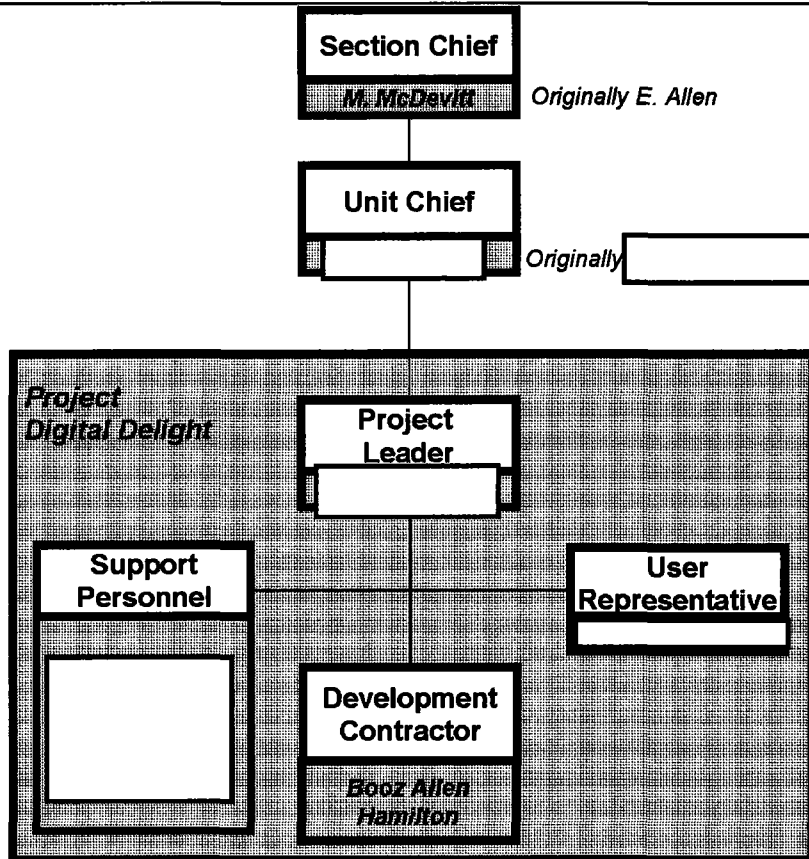 Section Chief
M. McDevitt Originally E. Allen
Unit Chief
Originally
Project
Digital Delight
Project
Leader
Support
Personnel
User
Representative
Development
Contractor
Booz Allen
Hamilton